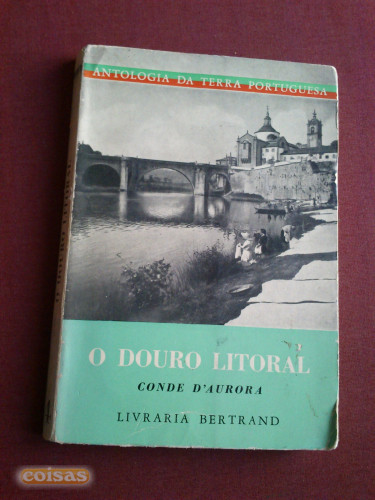 ANTOLOGIA DA TERRA PORTUGUESA
O DOURO LITORAL
CONDE D'AURORA
LIVRARIA BERTRAND
coisas